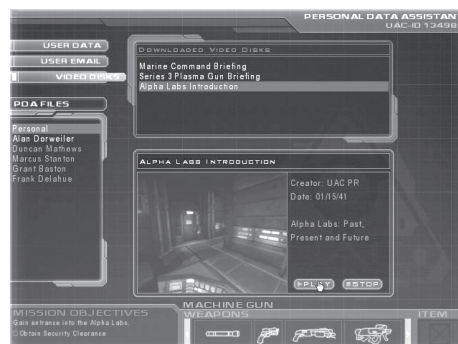 PERSONAL DATA ASSISTAN
UAC-ID 13498
USER DATA
USER EMAIL
VIDEO DISKS
DOWNLOADED VIDEO DISKS
Marine Command Briefing
Series 3 Plasma Gun Briefing
Alpha Labs Introduction
PDA FILES
Personal
Alan Dorweiler
Duncan Mathews
Marcus Stanton
Grant Baston
Frank Delahue
ALPHA LABS INTRODUCTION
Creator: UAC PR
Date: 01/15/41
Alpha Labs: Past,
Present and Future
PLAY
STOP
MISSION OBJECTIVES
Gain entrance into the Alpha Labs.
Obtain Security Clearance
MACHINE GUN
WEAPONS
ITEM